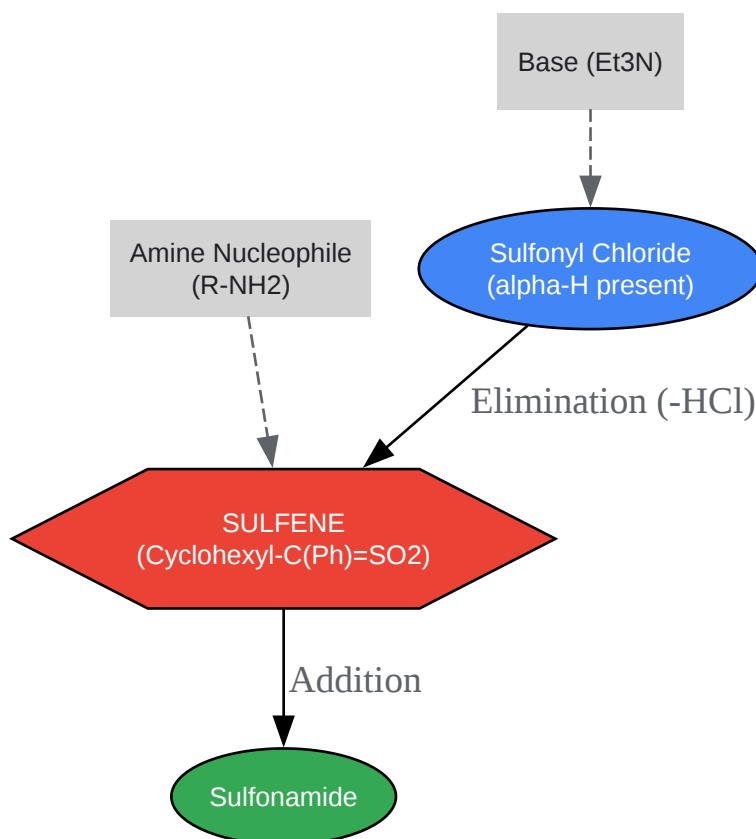 Base (Et3N)
Amine Nucleophile
(R-NH2)
Sulfonyl Chloride
(alpha-H present)
Elimination (-HCl)
SULFENE
(Cyclohexyl-C(Ph)=SO2)
Addition
Sulfonamide